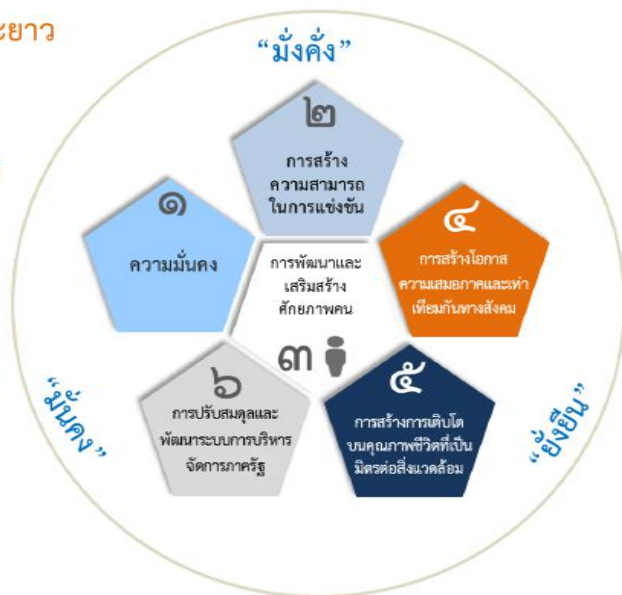 “มั่งคั่ง”
๒
การสร้าง
ความสามารถ
ในการแข่งขัน
๑
ความมั่นคง
การพัฒนาและ
เสริมสร้าง
ศักยภาพคน
๓
๔
การสร้างโอกาส
ความเสมอภาคและเท่า
เทียมกันทางสังคม
๖
การปรับสมดุลและ
พัฒนาระบบการบริหาร
จัดการภาครัฐ
๕
การสร้างการเติบโต
บนคุณภาพชีวิตที่เป็น
มิตรต่อสิ่งแวดล้อม
“มั่นคง”
“ยั่งยืน”